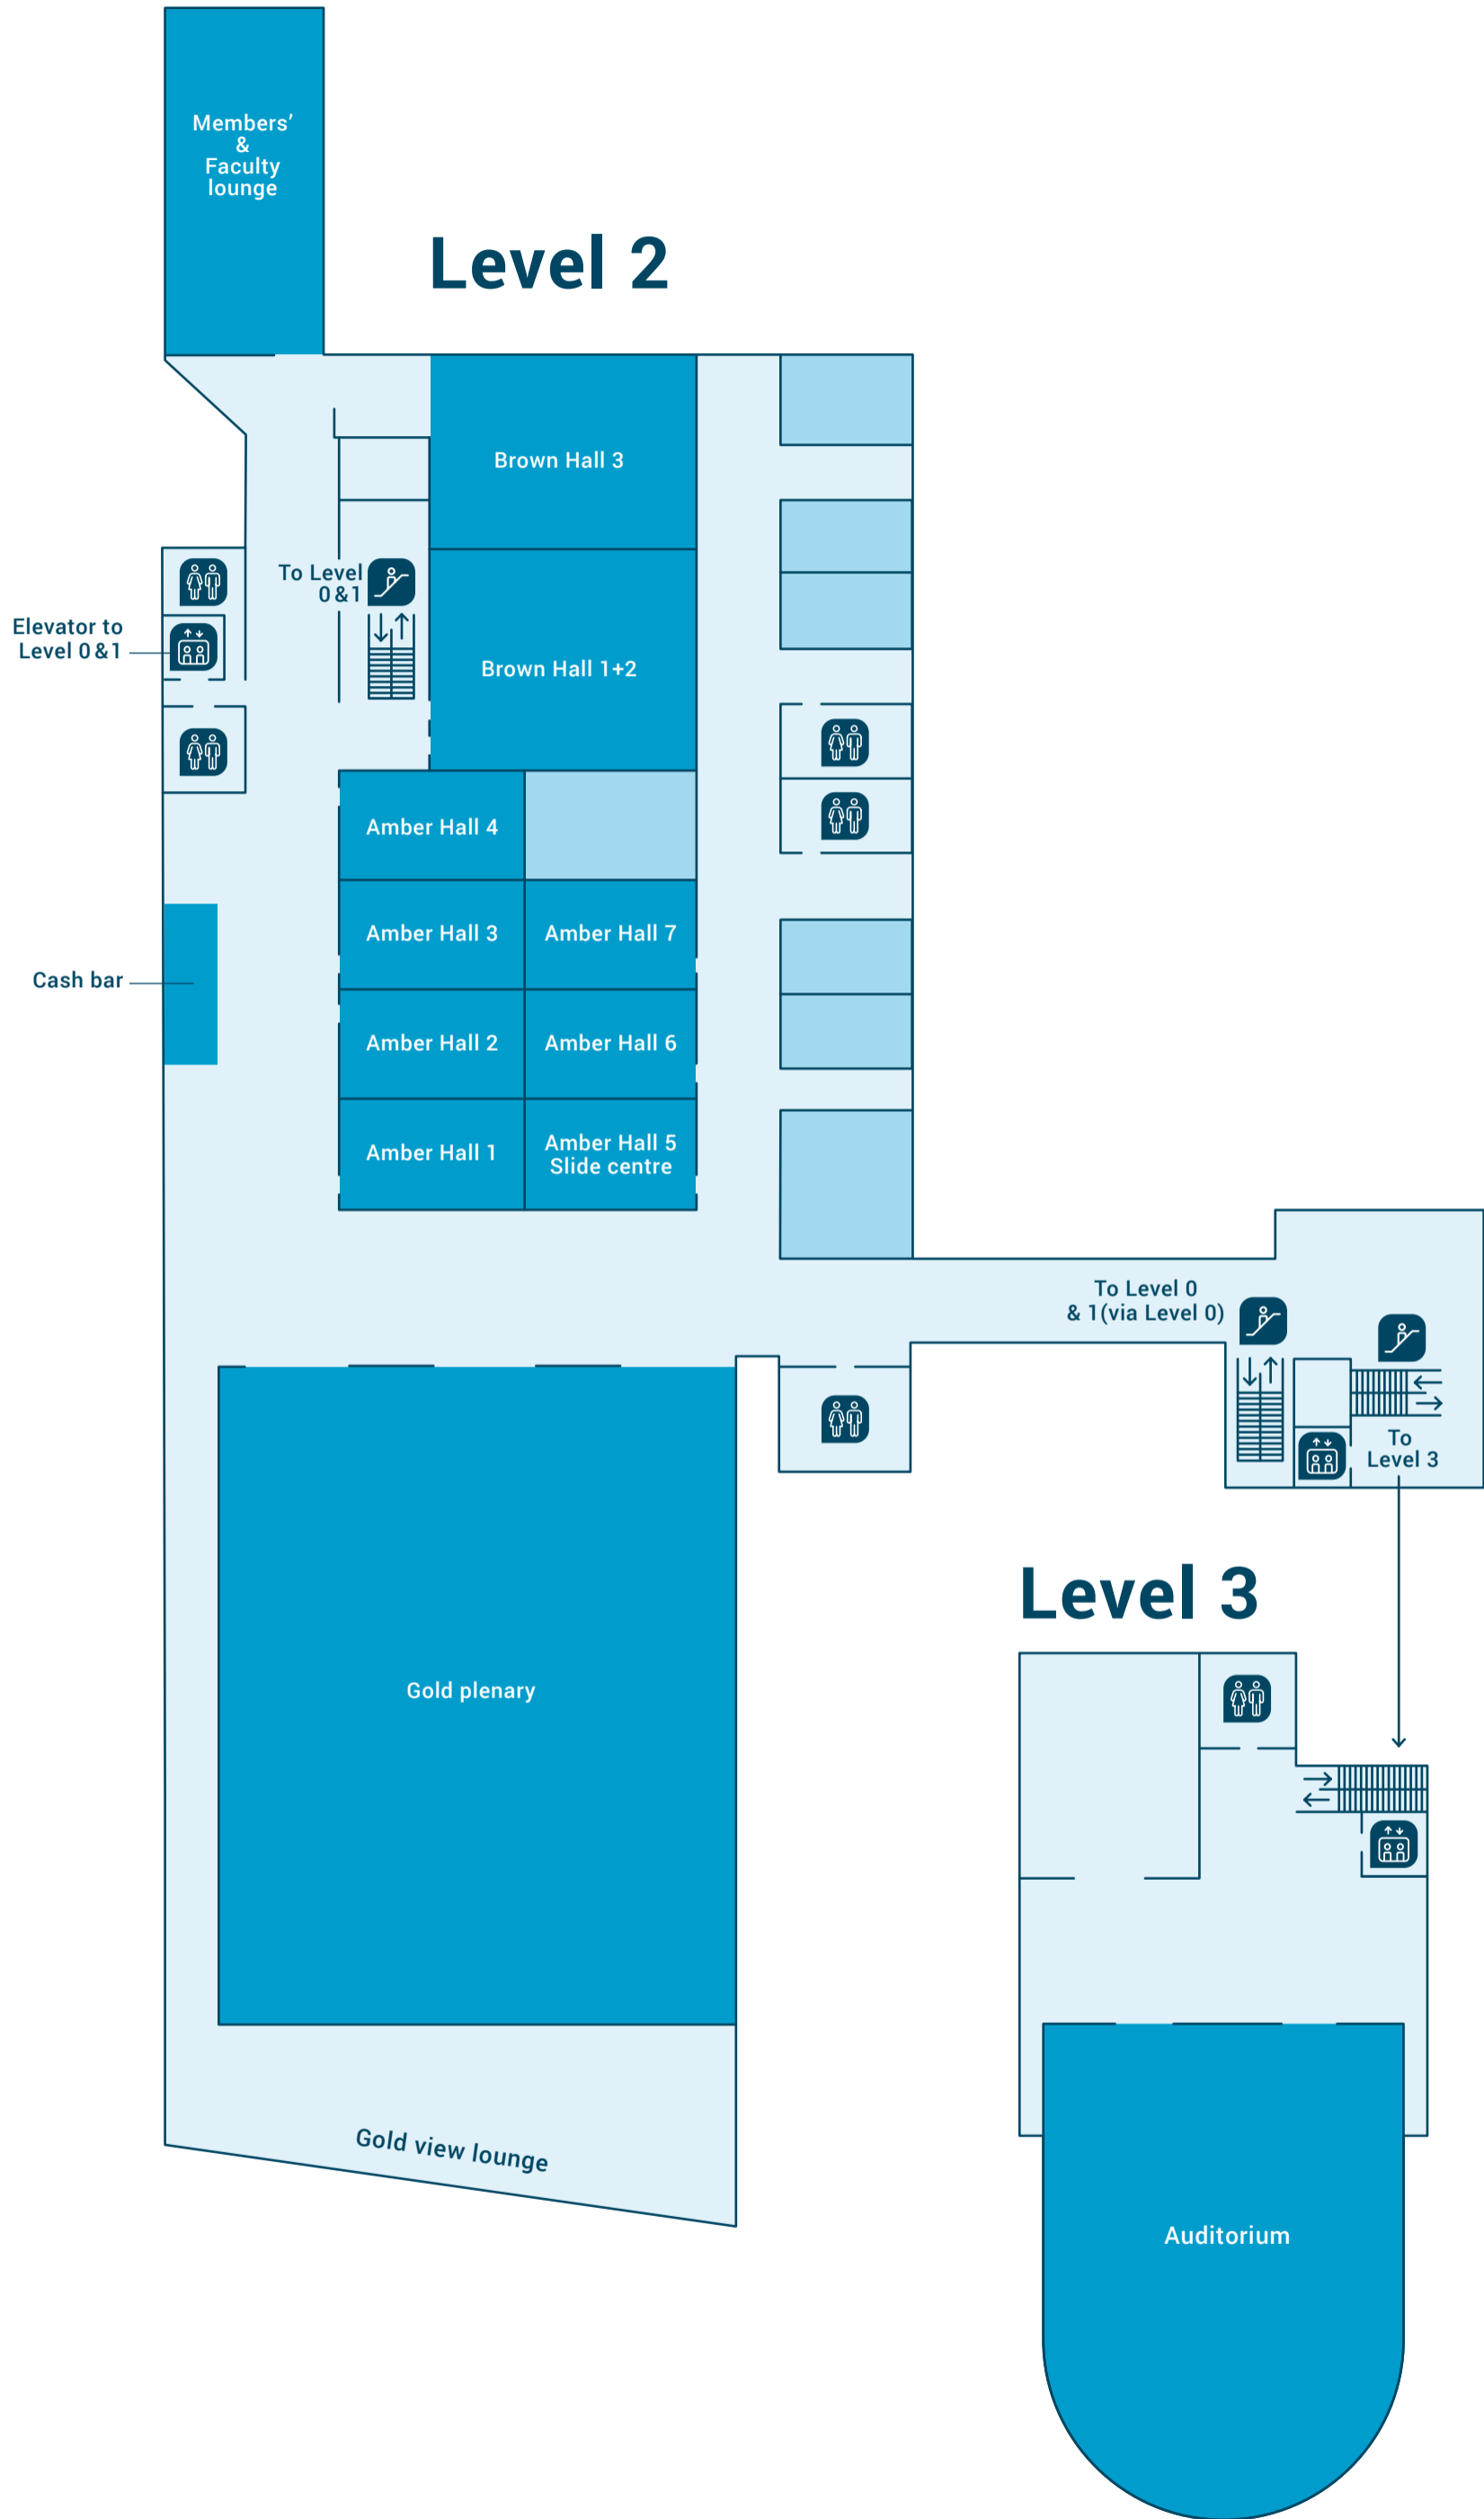 Members’
&
Faculty
lounge
Level 2
Brown Hall 3
To Level
0&1
Elevator to
Level 0&1
Brown Hall 1+2
Amber Hall 4
Amber Hall 3
Amber Hall 7
Cash bar
Amber Hall 2
Amber Hall 6
Amber Hall 1
Amber Hall 5
Slide centre
To Level 0
& 1(via Level 0)
To
Level 3
Level 3
Gold plenary
Gold view lounge
Auditorium